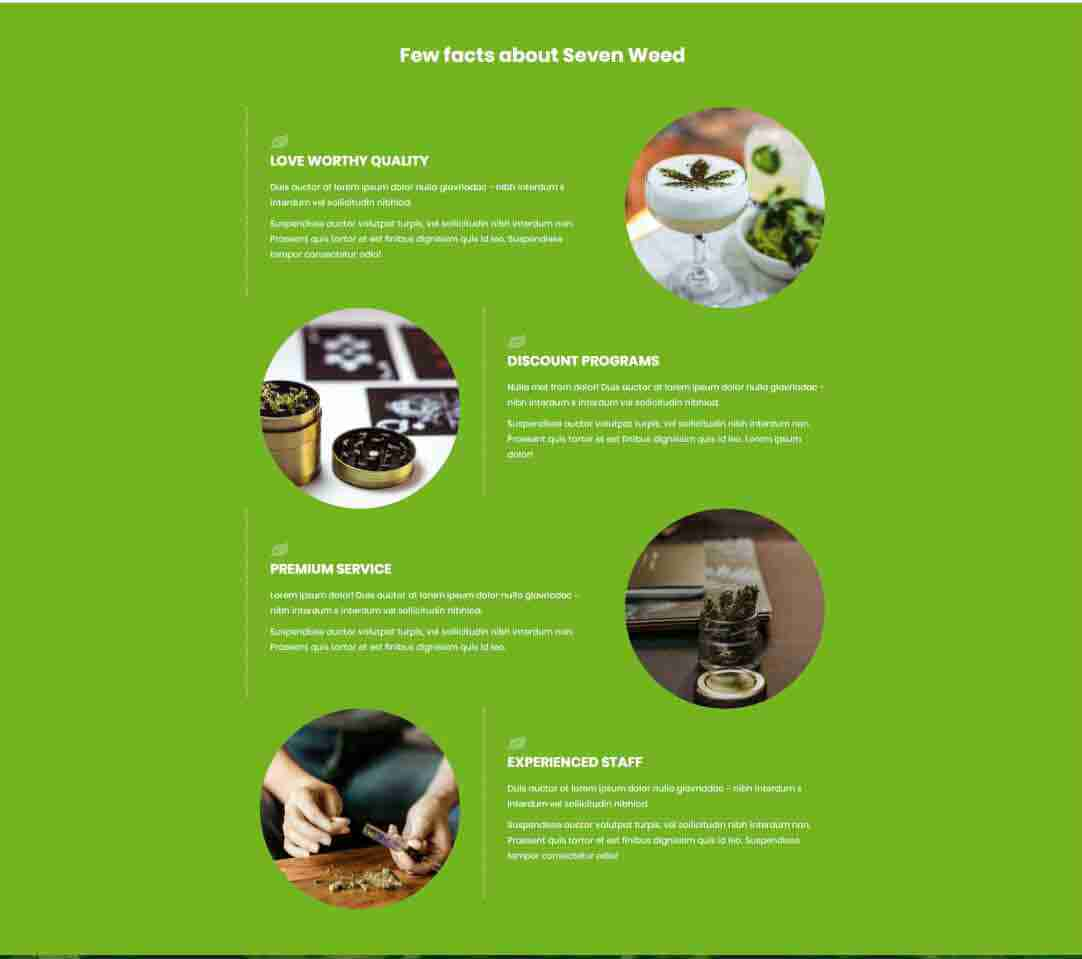 Few facts about Seven Weed
LOVE WORTHY QUALITY
Duis auctor at lorem ipsum dolor nulla glavriadac - nibh interdum s
interdum vel sollicitudin nibhiod.
Suspendisse auctor volutpat turpis, vel sollicitudin nibh interdum non.
Praesent quis tortor et est finibus dignissim quis id leo. Suspendisse
tempor consectetur odio!
DISCOUNT PROGRAMS
Nulla met from dolor! Duis auctor at lorem ipsum dolor nulla glavriadac -
nibh interdum s interdum vel sollicitudin nibhiod.
Suspendisse auctor volutpat turpis, vel sollicitudin nibh interdum non.
Praesent quis tortor et est finibus dignissim quis id leo. Lorem ipsum
dolor!
PREMIUM SERVICE
Lorem ipsum dolor! Duis auctor at lorem ipsum dolor nulla glavriadac -
nibh interdum s interdum vel sollicitudin nibhiod.
Suspendisse auctor volutpat turpis, vel sollicitudin nibh interdum non.
Praesent quis tortor et est finibus dignissim quis id leo.
EXPERIENCED STAFF
Duis auctor at lorem ipsum dolor nulla glavriadac - nibh interdum s
interdum vel sollicitudin nibhiod.
Suspendisse auctor volutpat turpis, vel sollicitudin nibh interdum non.
Praesent quis tortor et est finibus dignissim quis id leo. Suspendisse
tempor consectetur odio!